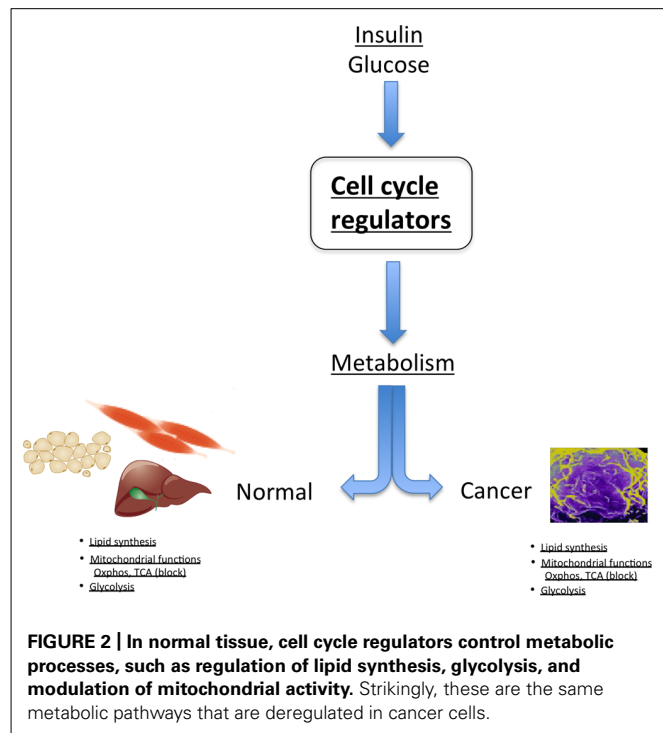 Insulin
Glucose
Cell cycle
regulators
Metabolism
Normal
Cancer
• Lipid synthesis
• Mitochondrial functions
Oxphos, TCA (block)
• Glycolysis
• Lipid synthesis
• Mitochondrial functions
Oxphos, TCA (block)
• Glycolysis
FIGURE 2 | In normal tissue, cell cycle regulators control metabolic
processes, such as regulation of lipid synthesis, glycolysis, and
modulation of mitochondrial activity. Strikingly, these are the same
metabolic pathways that are deregulated in cancer cells.